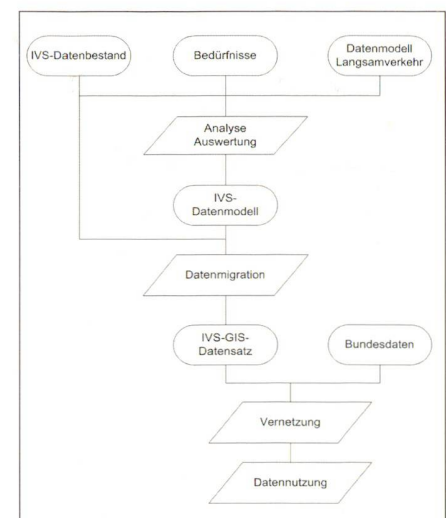 IVS-Datenbestand
Bedürfnisse
Datenmodell
Langsamverkehr
Analyse
Auswertung
IVS-
Datenmodell
Datenmigration
IVS-GIS-
Datensatz
Bundesdaten
Vernetzung
Datennutzung